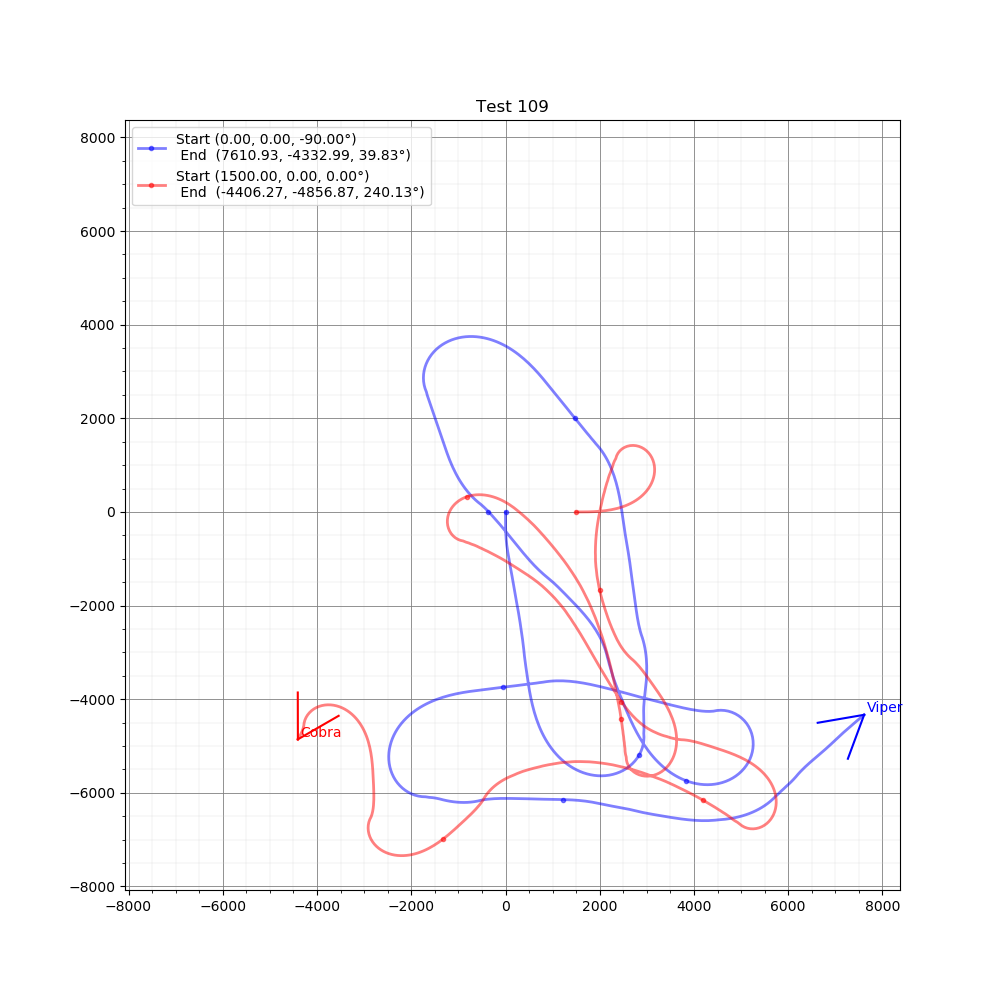 Test 109
Start (0.00, 0.00, -90.00°)
End (7610.93, -4332.99, 39.83°)
Start (1500.00, 0.00, 0.00°)
End (-4406.27, -4856.87, 240.13°)
8000
6000
4000
2000
0
−2000
−4000
−6000
−8000
Viper
Cobra
−8000 −6000 −4000 −2000 0 2000 4000 6000 8000